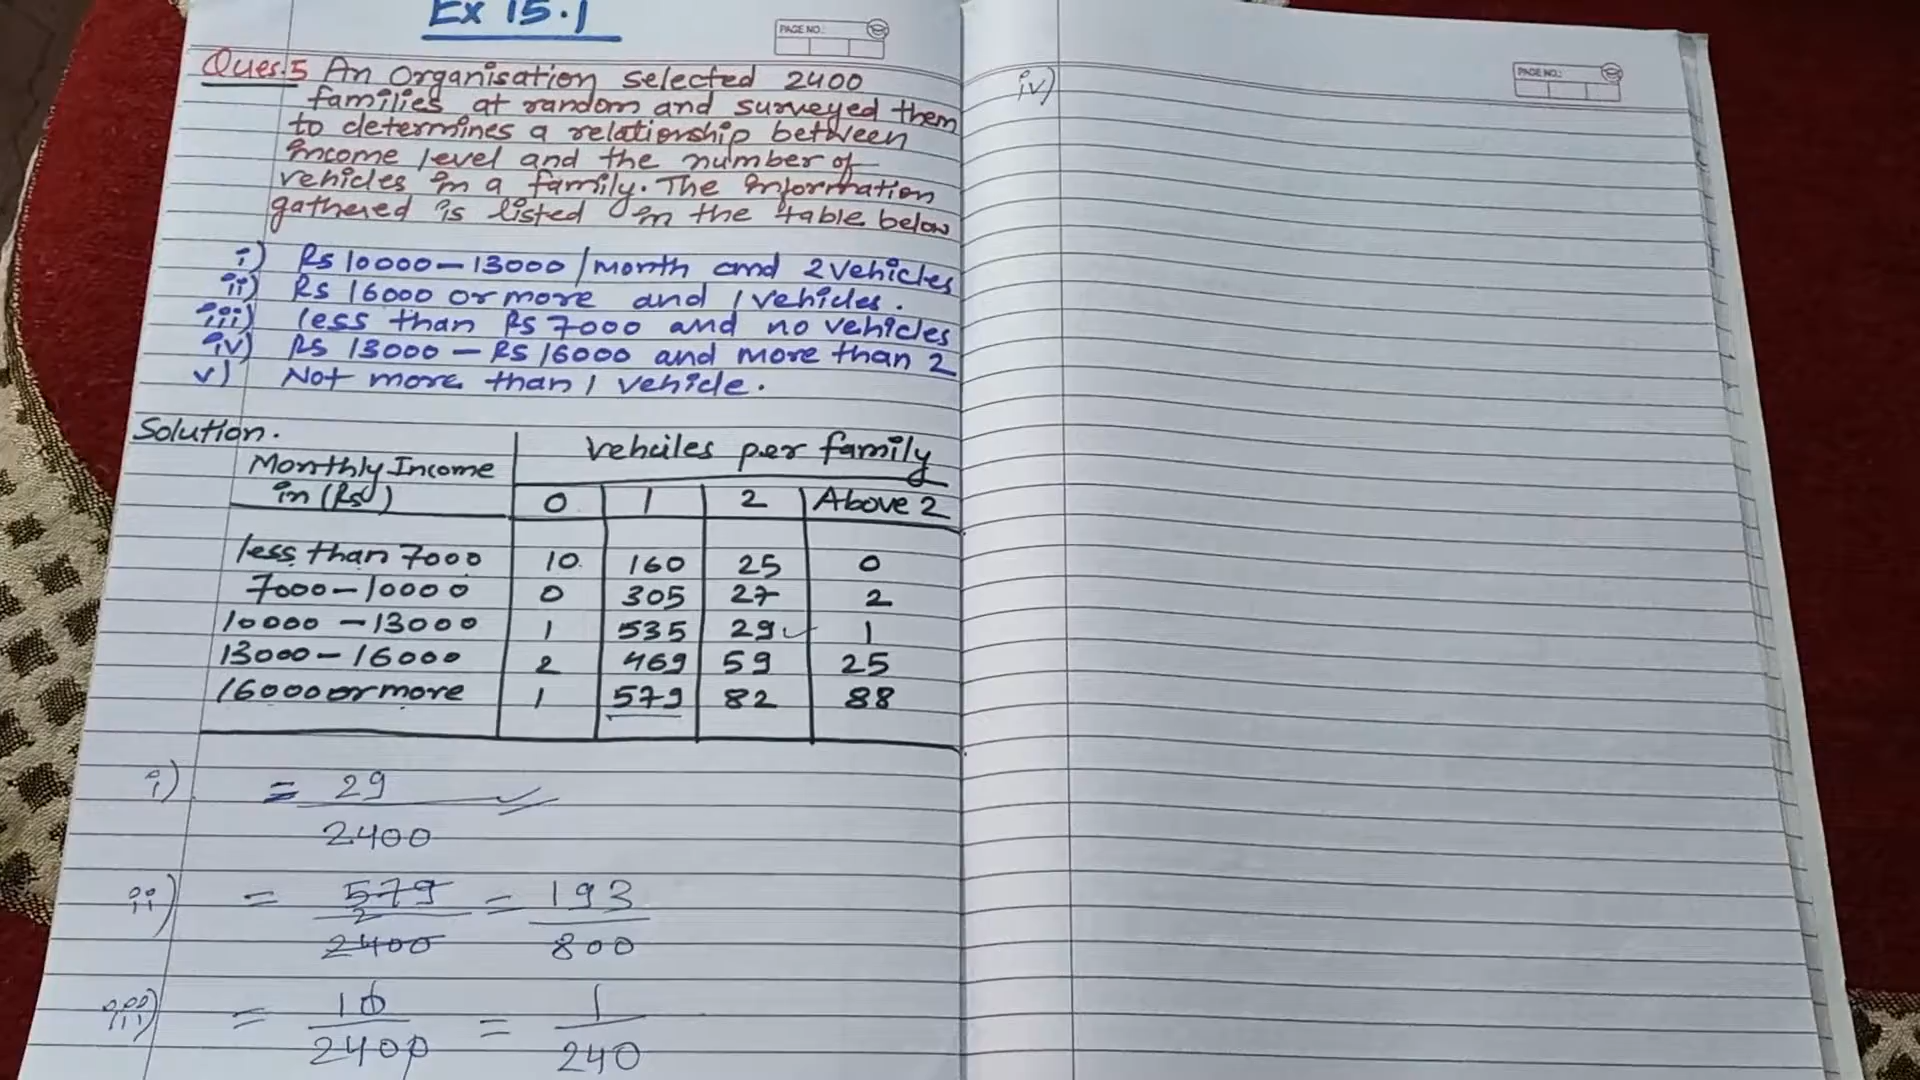 Ex 15.1
PAGE NO.:
Ques.5 An Organisation selected 2400
families at random and surveyed them
to determines a relationship between
income level and the number of
vehicles in a family. The information
gathered is listed in the table below
i) Rs 10000-13000/month and 2 vehicles
ii) Rs 16000 or more and 1 vehicles.
iii) less than Rs 7000 and no vehicles
iv) Rs 13000 - Rs 16000 and more than 2
v) Not more than 1 vehicle.
Solution.
Monthly Income in (Rs) vehciles per family
0 1 2 Above 2
less than 7000 10 160 25 0
7000-10000 0 305 27 2
10000-13000 1 535 29 1
13000-16000 2 469 59 25
16000 or more 1 579 82 88
i) = 29
2400
ii) = 579 = 193
2400 800
iii) = 10 = 1
2400 240
PAGE NO.:
iv)